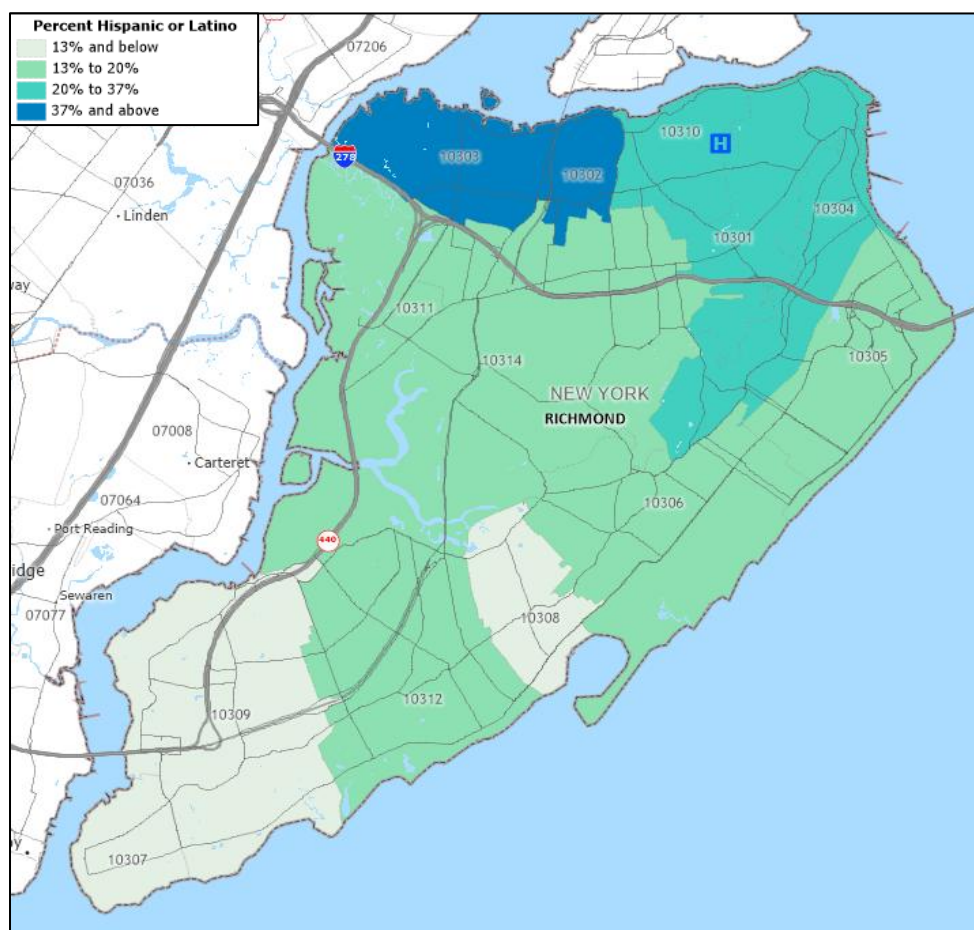 Percent Hispanic or Latino
13% and below
13% to 20%
20% to 37%
37% and above
07206
07036
Linden
278
10303
10302
10310
H
10304
10301
10311
10314
10305
NEW YORK
RICHMOND
07008
Carteret
07064
Port Reading
10306
440
Sewaren
07077
10308
10312
10309
10307